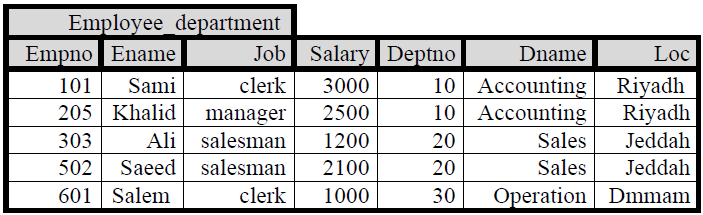 Employee_department
Empno Ename Job Salary Deptno Dname Loc
101 Sami clerk 3000 10 Accounting Riyadh
205 Khalid manager 2500 10 Accounting Riyadh
303 Ali salesman 1200 20 Sales Jeddah
502 Saeed salesman 2100 20 Sales Jeddah
601 Salem clerk 1000 30 Operation Dmmam